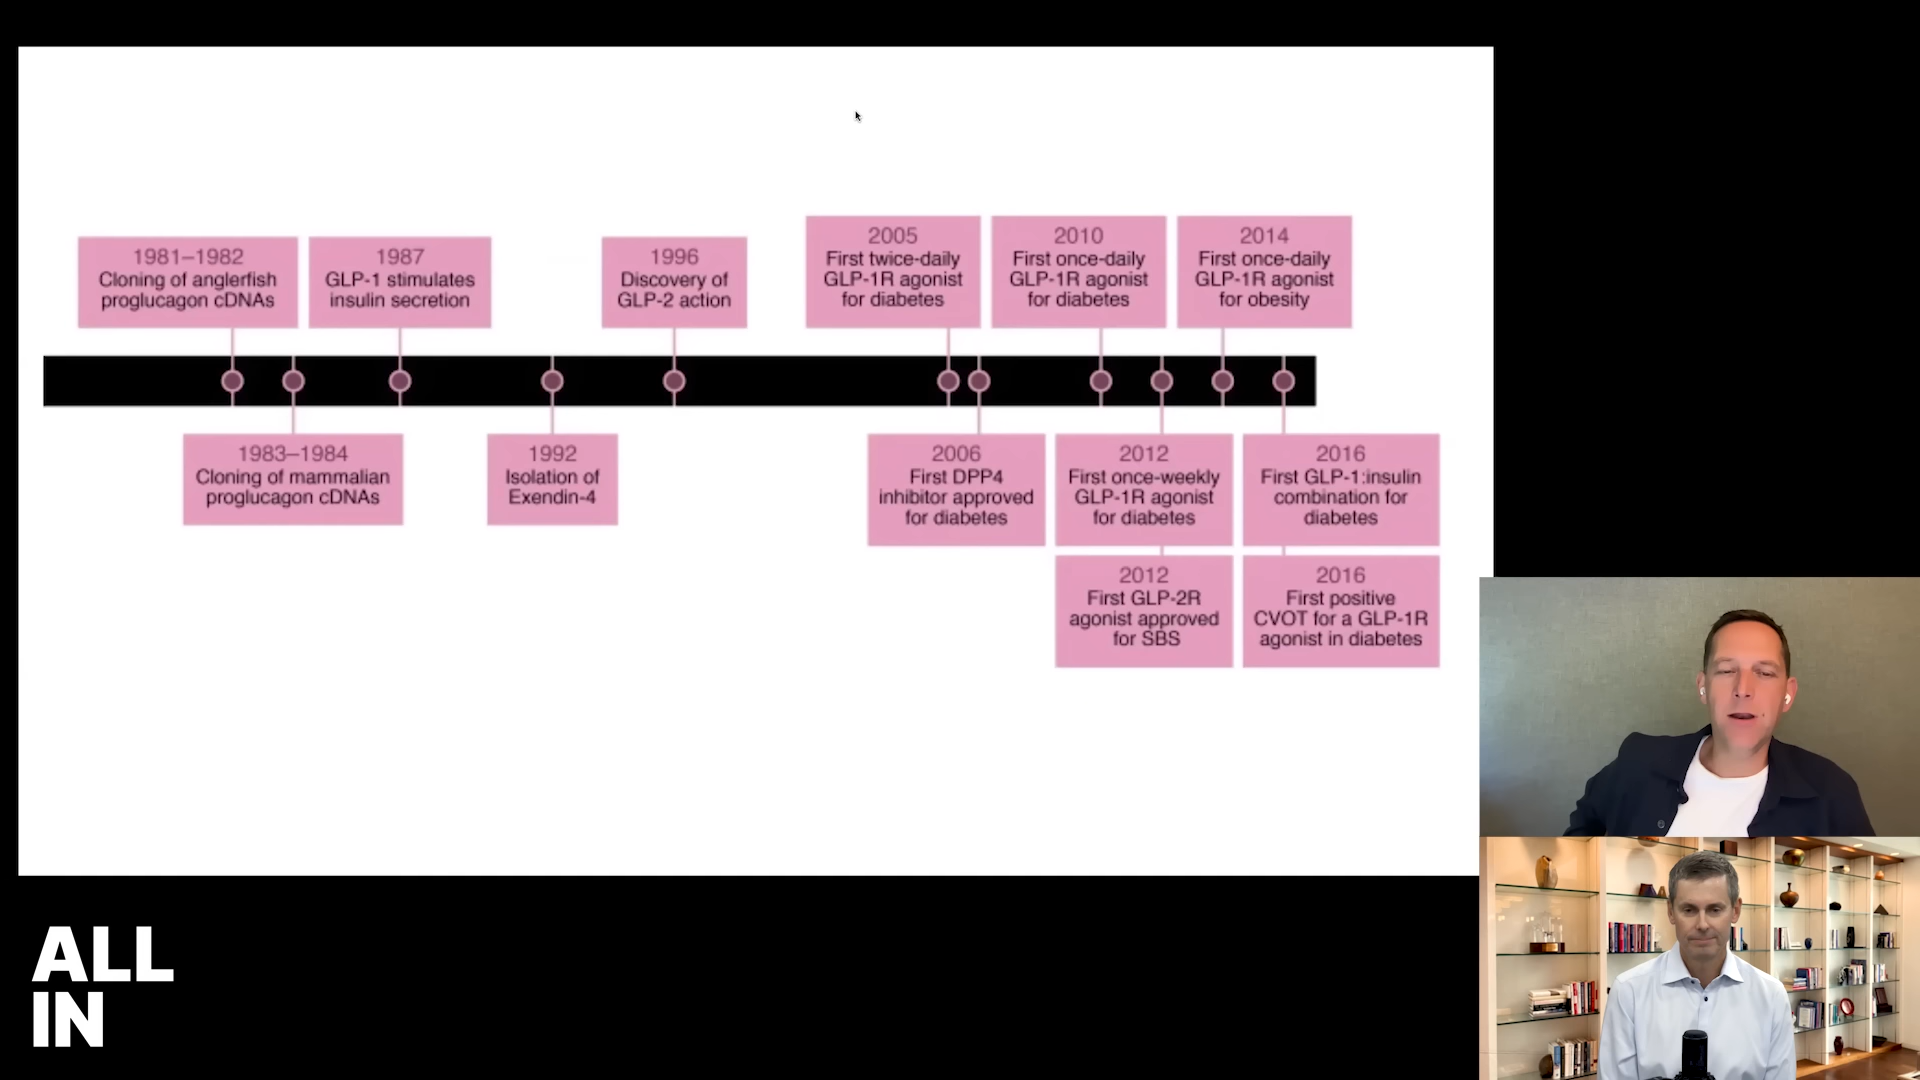 1981–1982
Cloning of anglerfish
proglucagon cDNAs
1987
GLP-1 stimulates
insulin secretion
1996
Discovery of
GLP-2 action
2005
First twice-daily
GLP-1R agonist
for diabetes
2010
First once-daily
GLP-1R agonist
for diabetes
2014
First once-daily
GLP-1R agonist
for obesity
1983–1984
Cloning of mammalian
proglucagon cDNAs
1992
Isolation of
Exendin-4
2006
First DPP4
inhibitor approved
for diabetes
2012
First once-weekly
GLP-1R agonist
for diabetes
2016
First GLP-1:insulin
combination for
diabetes
2012
First GLP-2R
agonist approved
for SBS
2016
First positive
CVOT for a GLP-1R
agonist in diabetes
ALL
IN